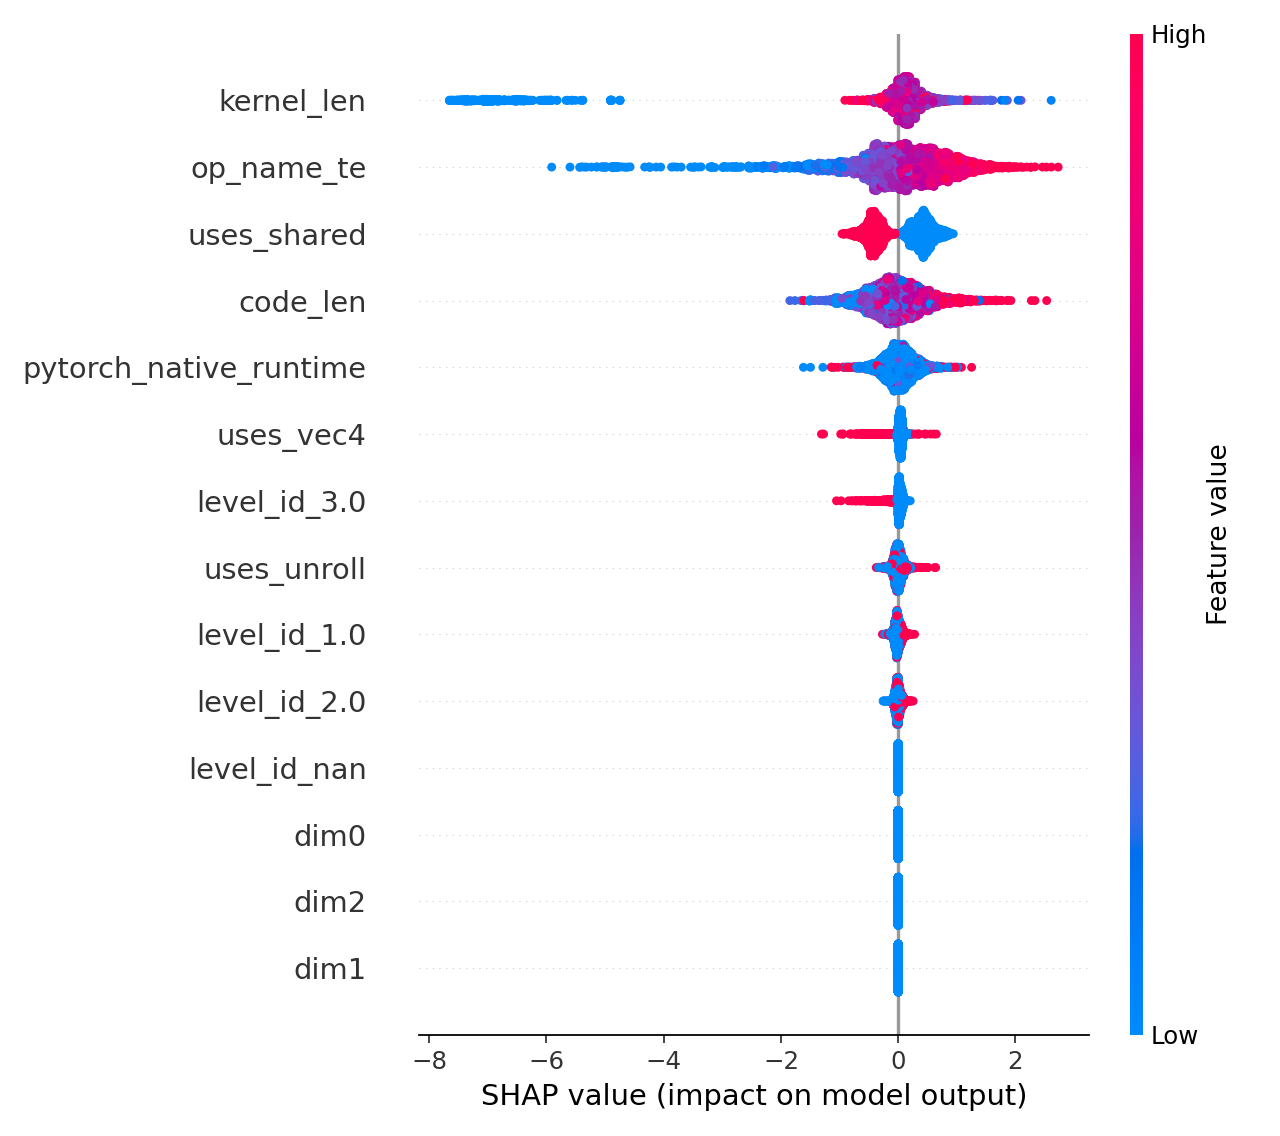 High
kernel_len
op_name_te
uses_shared
code_len
pytorch_native_runtime
uses_vec4
level_id_3.0
uses_unroll
level_id_1.0
level_id_2.0
level_id_nan
dim0
dim2
dim1
Feature value
Low
−8 −6 −4 −2 0 2
SHAP value (impact on model output)